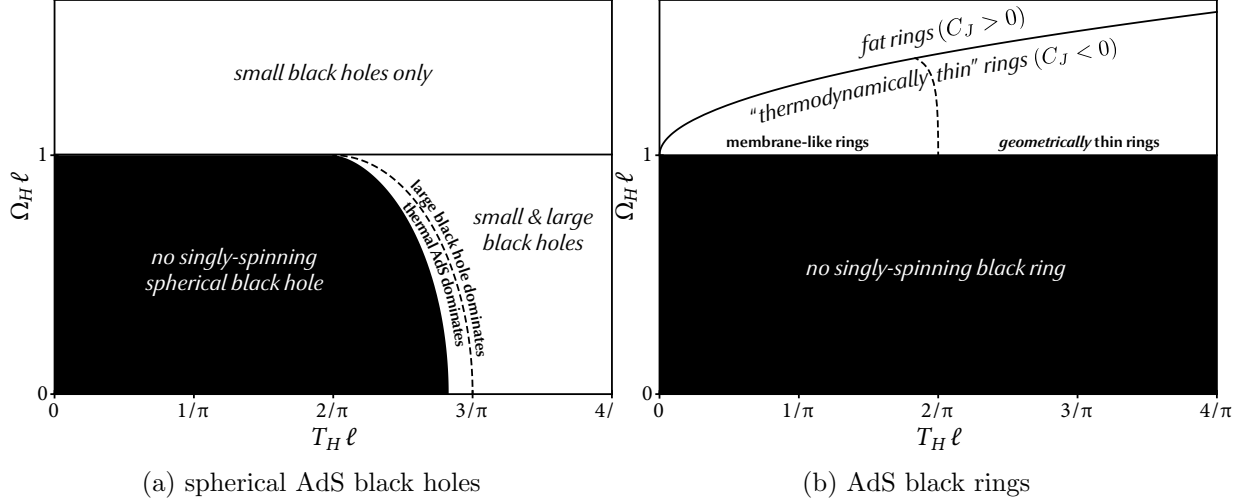 small black holes only
1
Ω_H ℓ
no singly-spinning
spherical black hole
large black hole dominates
thermal AdS dominates
small & large
black holes
0
0
1/π
2/π
3/π
4/
T_H ℓ
(a) spherical AdS black holes
fat rings (C_J > 0)
“thermodynamically thin” rings (C_J < 0)
membrane-like rings
geometrically thin rings
1
Ω_H ℓ
no singly-spinning black ring
0
0
1/π
2/π
3/π
4/π
T_H ℓ
(b) AdS black rings